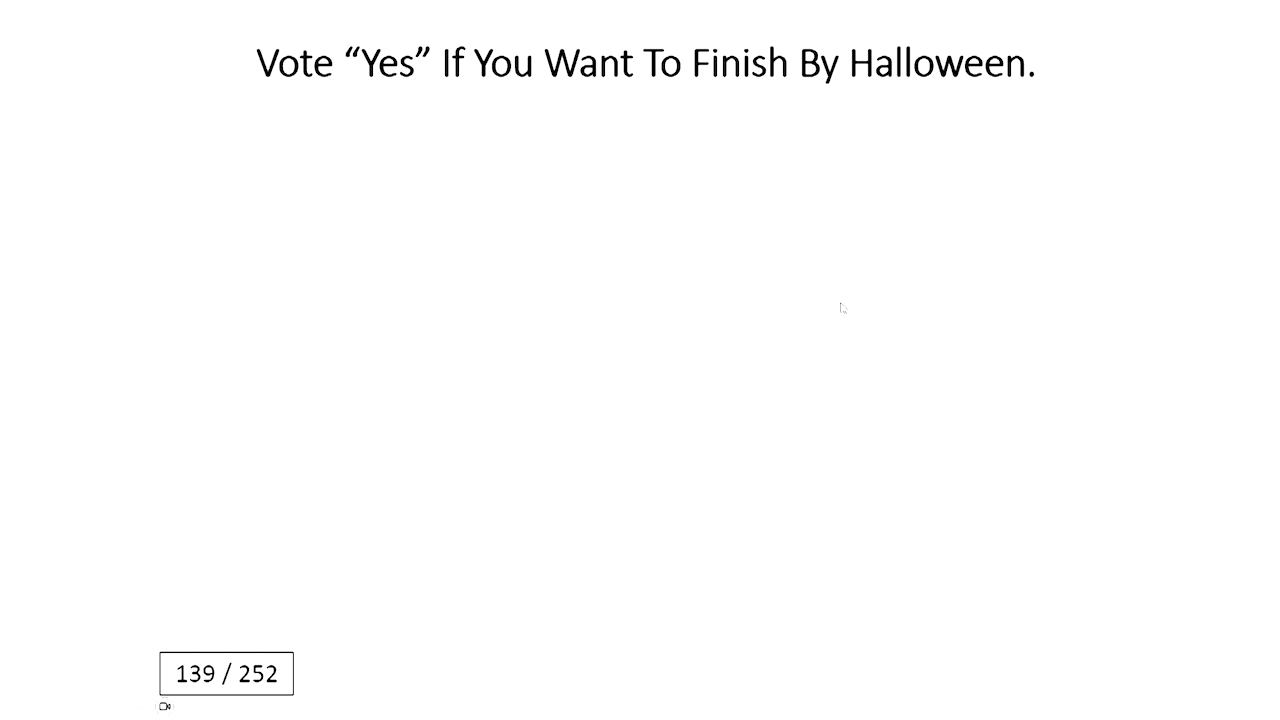 Vote “Yes” If You Want To Finish By Halloween.
139 / 252